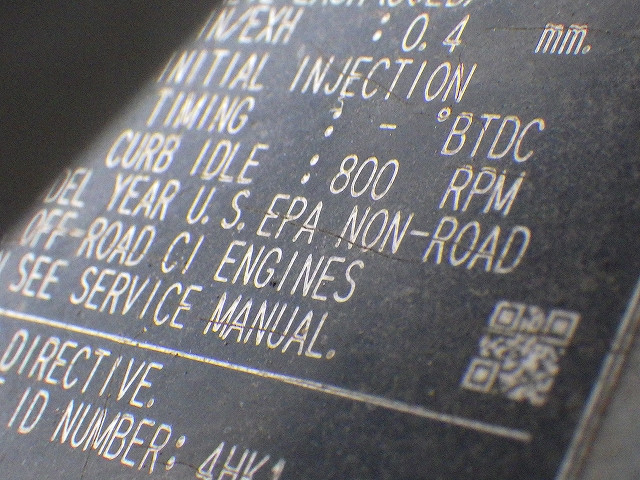 IN/EXH : 0.4 mm.
INITIAL INJECTION
TIMING : - °BTDC
CURB IDLE : 800 RPM
DEL YEAR U.S. EPA NON-ROAD
OFF-ROAD CI ENGINES
SEE SERVICE MANUAL.
DIRECTIVE.
ID NUMBER: 4HK1